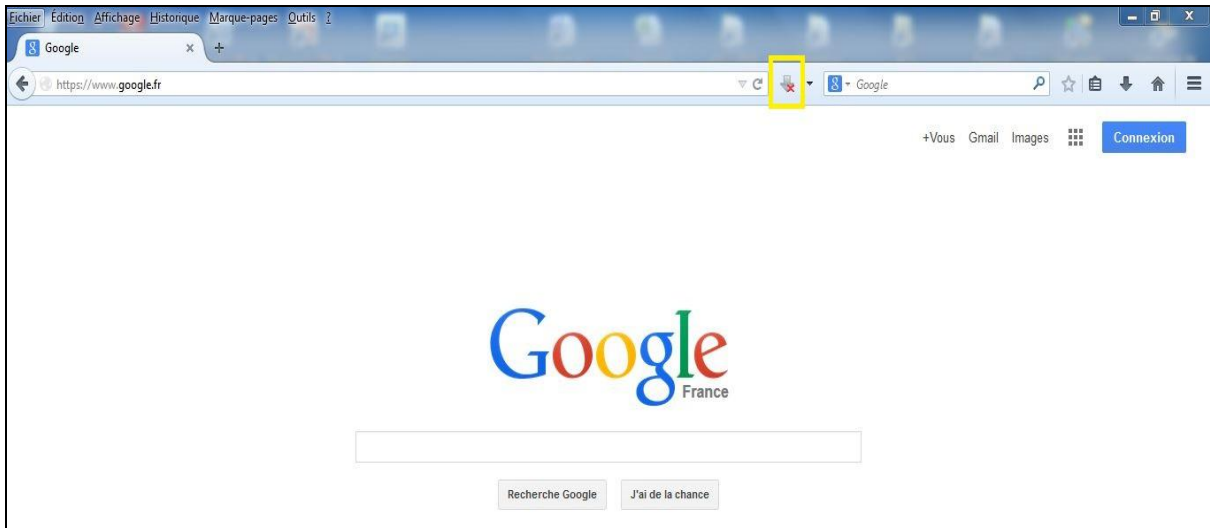 Fichier Édition Affichage Historique Marque-pages Outils ?
Google
https://www.google.fr
Google
+Vous Gmail Images Connexion
Google
France
Recherche Google J'ai de la chance